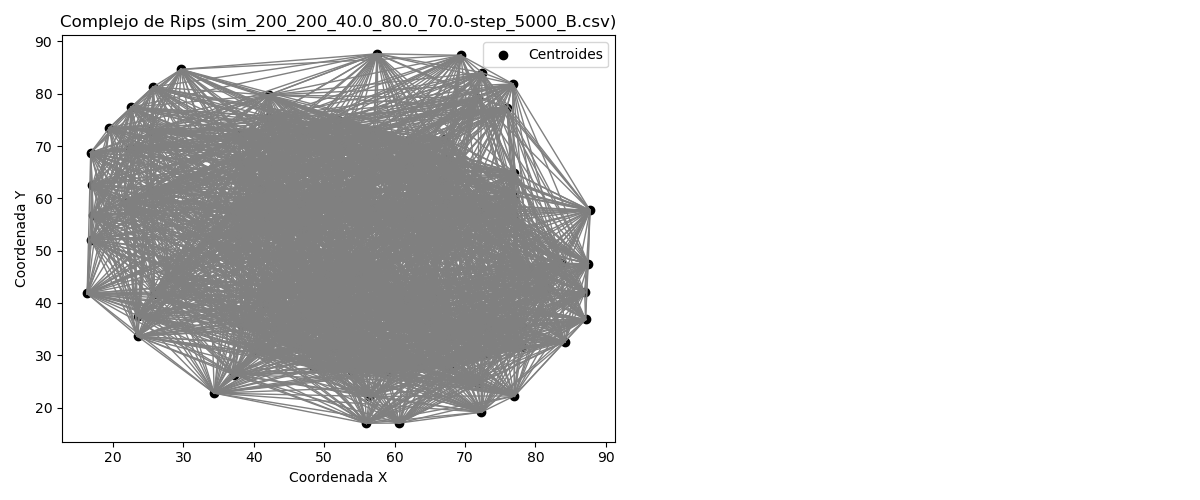 Complejo de Rips (sim_200_200_40.0_80.0_70.0-step_5000_B.csv)
Centroides
90
80
70
60
50
40
30
20
Coordenada Y
20 30 40 50 60 70 80 90
Coordenada X